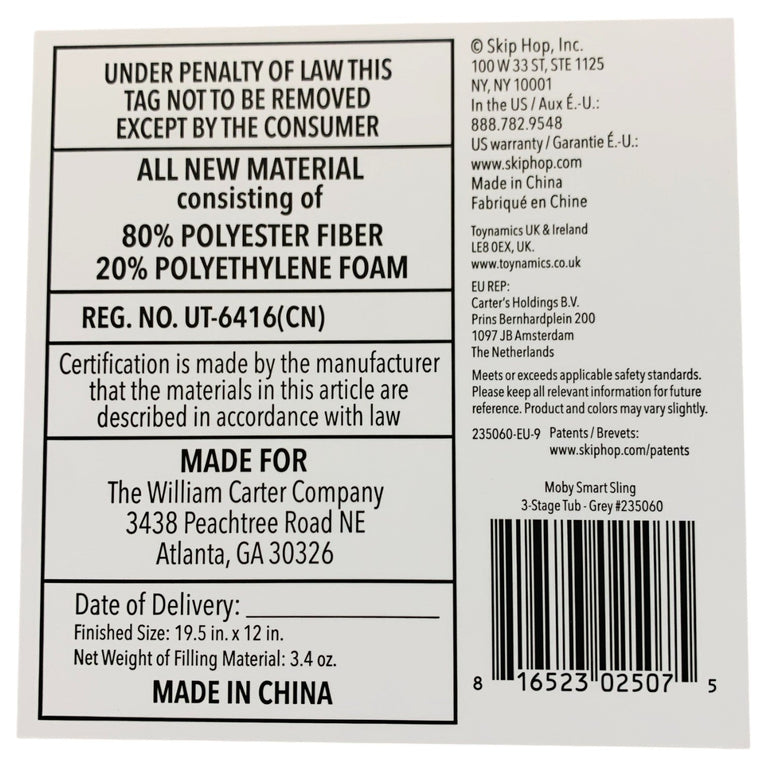 UNDER PENALTY OF LAW THIS
TAG NOT TO BE REMOVED
EXCEPT BY THE CONSUMER
ALL NEW MATERIAL
consisting of
80% POLYESTER FIBER
20% POLYETHYLENE FOAM
REG. NO. UT-6416(CN)
Certification is made by the manufacturer
that the materials in this article are
described in accordance with law
MADE FOR
The William Carter Company
3438 Peachtree Road NE
Atlanta, GA 30326
Date of Delivery: ____________________
Finished Size: 19.5 in. x 12 in.
Net Weight of Filling Material: 3.4 oz.
MADE IN CHINA
© Skip Hop, Inc.
100 W 33 ST, STE 1125
NY, NY 10001
In the US / Aux É.-U.:
888.782.9548
US warranty / Garantie É.-U.:
www.skiphop.com
Made in China
Fabriqué en Chine
Toynamics UK & Ireland
LE8 0EX, UK.
www.toynamics.co.uk
EU REP:
Carter's Holdings B.V.
Prins Bernhardplein 200
1097 JB Amsterdam
The Netherlands
Meets or exceeds applicable safety standards.
Please keep all relevant information for future
reference. Product and colors may vary slightly.
235060-EU-9 Patents / Brevets:
www.skiphop.com/patents
Moby Smart Sling
3-Stage Tub - Grey #235060
8 16523 02507 5